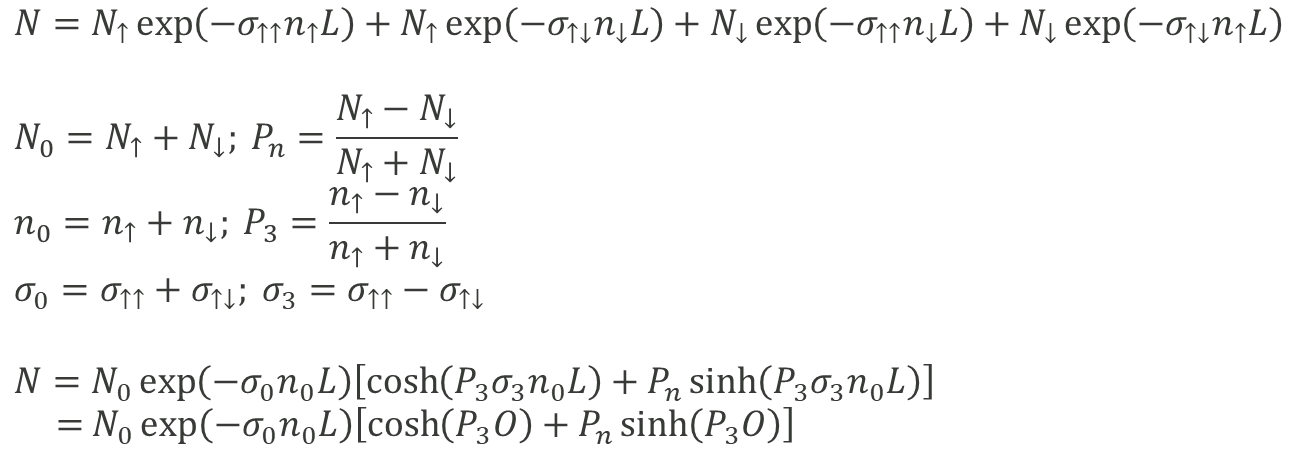 N = N↑ exp(−σ↑↑n↑L) + N↑ exp(−σ↑↓n↓L) + N↓ exp(−σ↑↑n↓L) + N↓ exp(−σ↑↓n↑L)
N₀ = N↑ + N↓; Pₙ = (N↑ − N↓)/(N↑ + N↓)
n₀ = n↑ + n↓; P₃ = (n↑ − n↓)/(n↑ + n↓)
σ₀ = σ↑↑ + σ↑↓; σ₃ = σ↑↑ − σ↑↓
N = N₀ exp(−σ₀n₀L)[cosh(P₃σ₃n₀L) + Pₙ sinh(P₃σ₃n₀L)]
= N₀ exp(−σ₀n₀L)[cosh(P₃O) + Pₙ sinh(P₃O)]